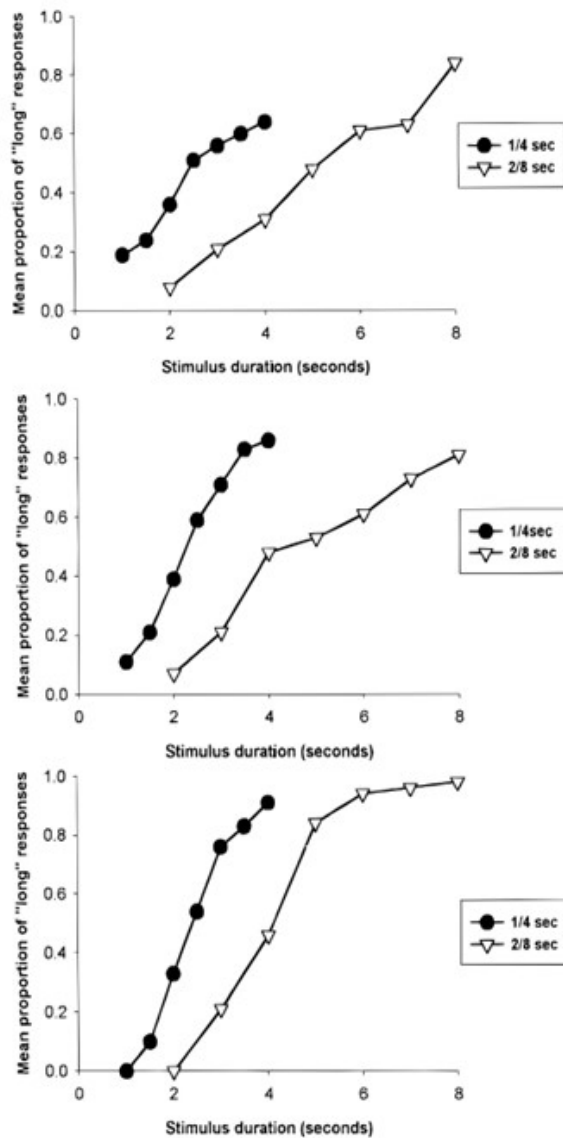 1.0
0.8
0.6
0.4
0.2
0.0
Mean proportion of "long" responses
0 2 4 6 8
Stimulus duration (seconds)
1/4 sec
2/8 sec
1.0
0.8
0.6
0.4
0.2
0.0
Mean proportion of "long" responses
0 2 4 6 8
Stimulus duration (seconds)
1/4sec
2/8 sec
1.0
0.8
0.6
0.4
0.2
0.0
Mean proportion of "long" responses
0 2 4 6 8
Stimulus duration (seconds)
1/4 sec
2/8 sec